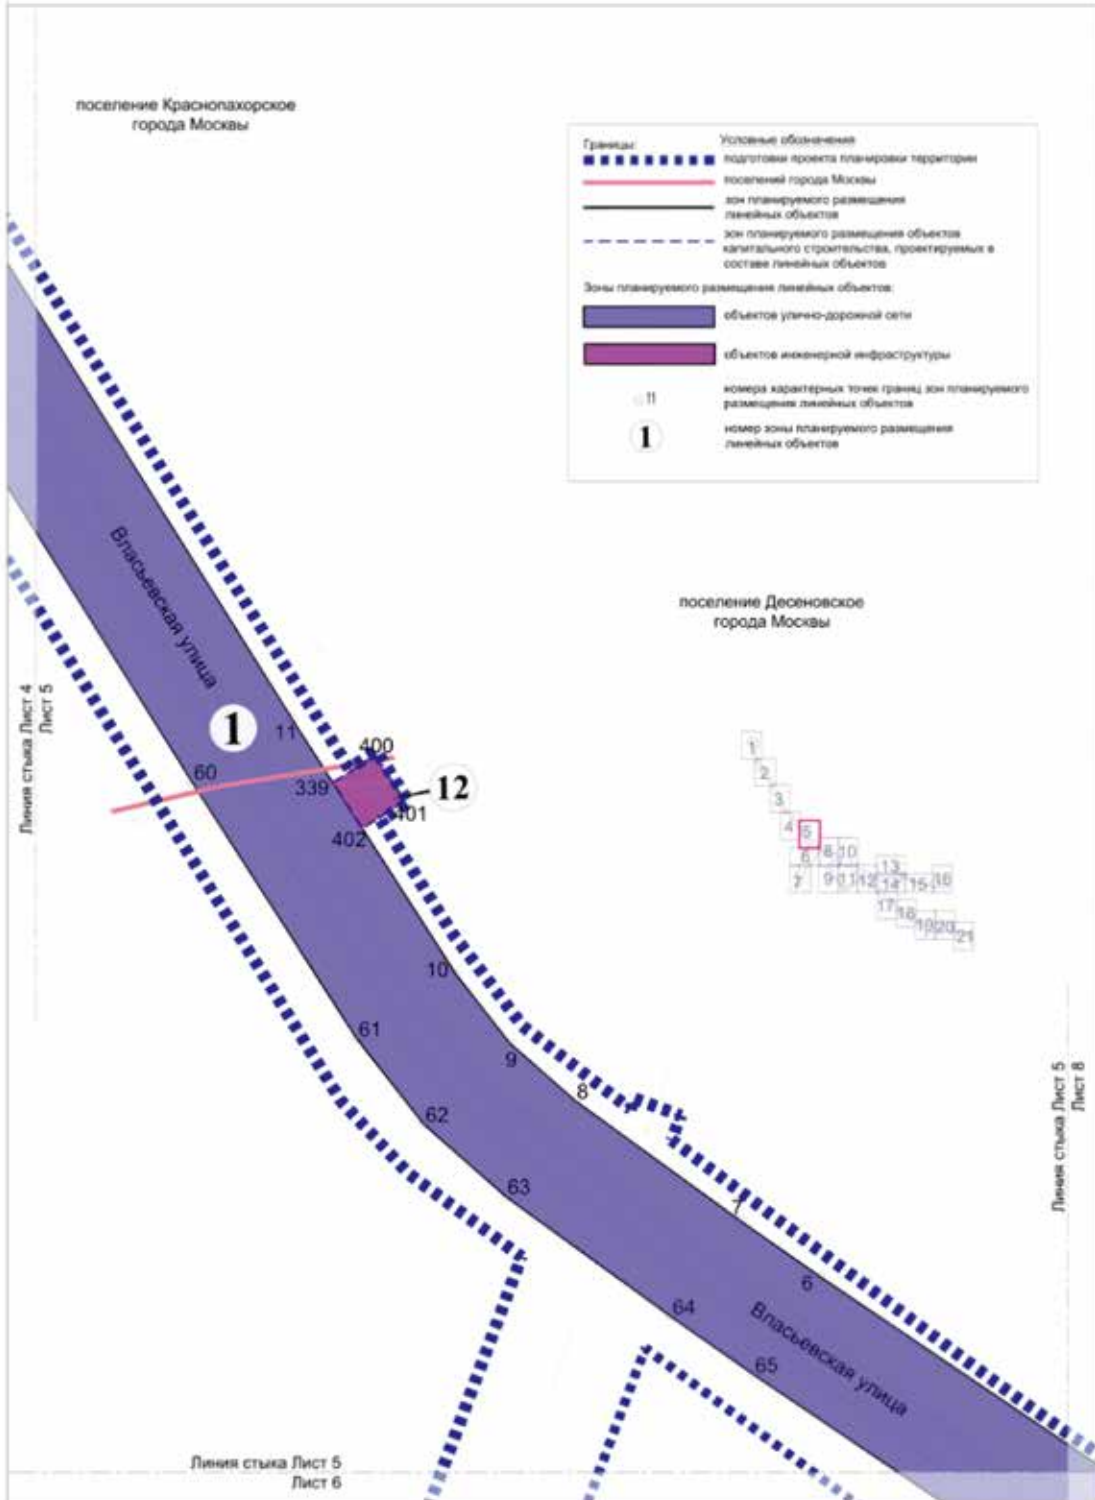 поселение Краснопахорское
города Москвы
Условные обозначения
Границы:
подготовки проекта планировки территории
поселений города Москвы
зон планируемого размещения
линейных объектов
зон планируемого размещения объектов
капитального строительства, проектируемых в
составе линейных объектов
Зоны планируемого размещения линейных объектов:
объектов улично-дорожной сети
объектов инженерной инфраструктуры
11
номера характерных точек границ зон планируемого
размещения линейных объектов
1
номер зоны планируемого размещения
линейных объектов
Власьевская улица
поселение Десеновское
города Москвы
Линия стыка Лист 4
Лист 5
1
11
400
60
339
12
401
402
1
2
3
4
5
6
8
10
7
9
11
12
13
14
15
16
17
18
19
20
21
10
61
9
8
62
63
7
6
64
65
Власьевская улица
Линия стыка Лист 5
Лист 8
Линия стыка Лист 5
Лист 6